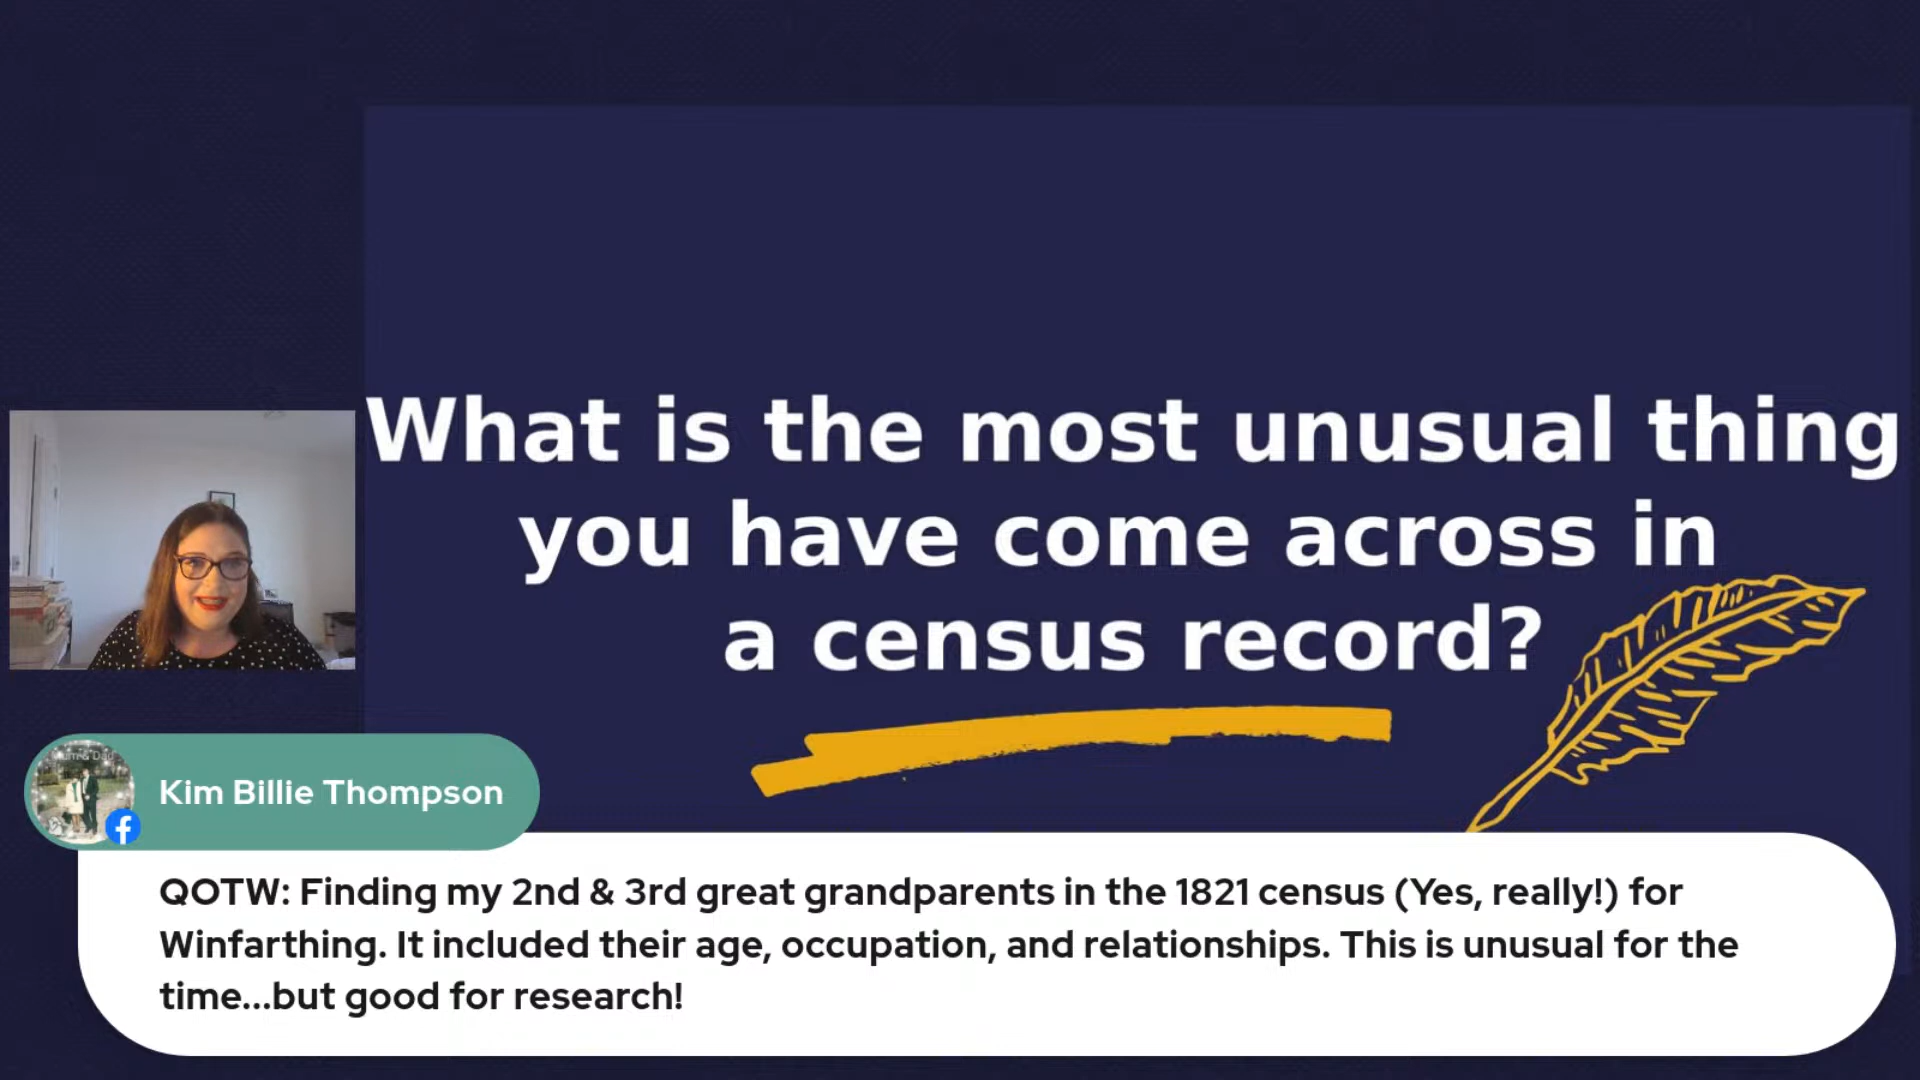 What is the most unusual thing
you have come across in
a census record?
Kim Billie Thompson
QOTW: Finding my 2nd & 3rd great grandparents in the 1821 census (Yes, really!) for
Winfarthing. It included their age, occupation, and relationships. This is unusual for the
time...but good for research!